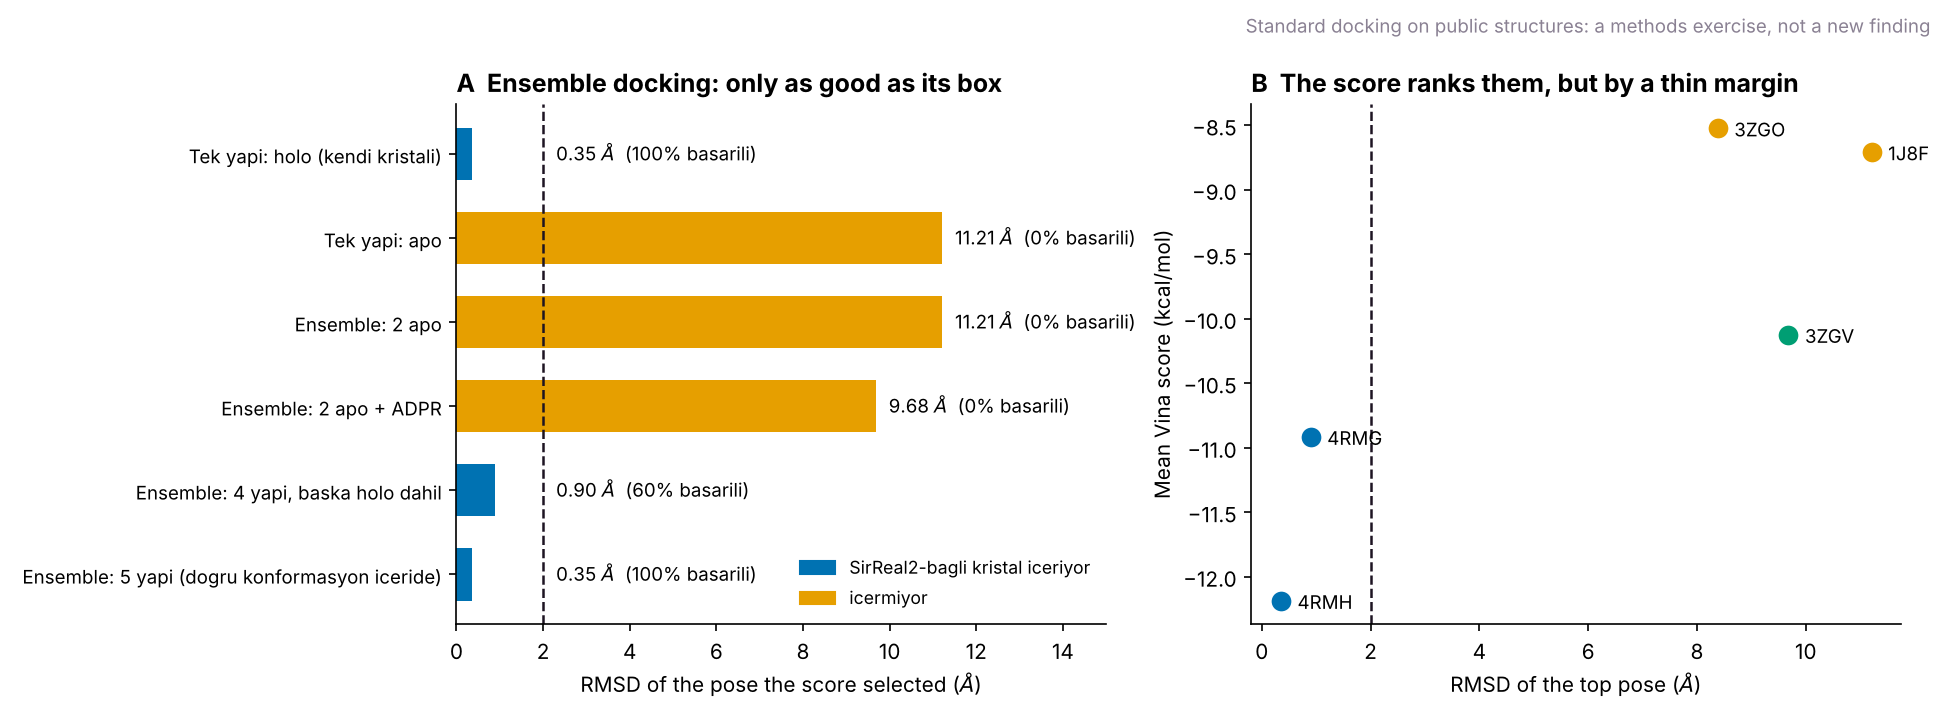 Standard docking on public structures: a methods exercise, not a new finding
A Ensemble docking: only as good as its box
Tek yapi: holo (kendi kristali)
0.35 Å (100% basarili)
Tek yapi: apo
11.21 Å (0% basarili)
Ensemble: 2 apo
11.21 Å (0% basarili)
Ensemble: 2 apo + ADPR
9.68 Å (0% basarili)
Ensemble: 4 yapi, baska holo dahil
0.90 Å (60% basarili)
Ensemble: 5 yapi (dogru konformasyon iceride)
0.35 Å (100% basarili)
SirReal2-bagli kristal iceriyor
icermiyor
0 2 4 6 8 10 12 14
RMSD of the pose the score selected (Å)
B The score ranks them, but by a thin margin
Mean Vina score (kcal/mol)
−8.5
−9.0
−9.5
−10.0
−10.5
−11.0
−11.5
−12.0
3ZGO
1J8F
3ZGV
4RMG
4RMH
0 2 4 6 8 10
RMSD of the top pose (Å)